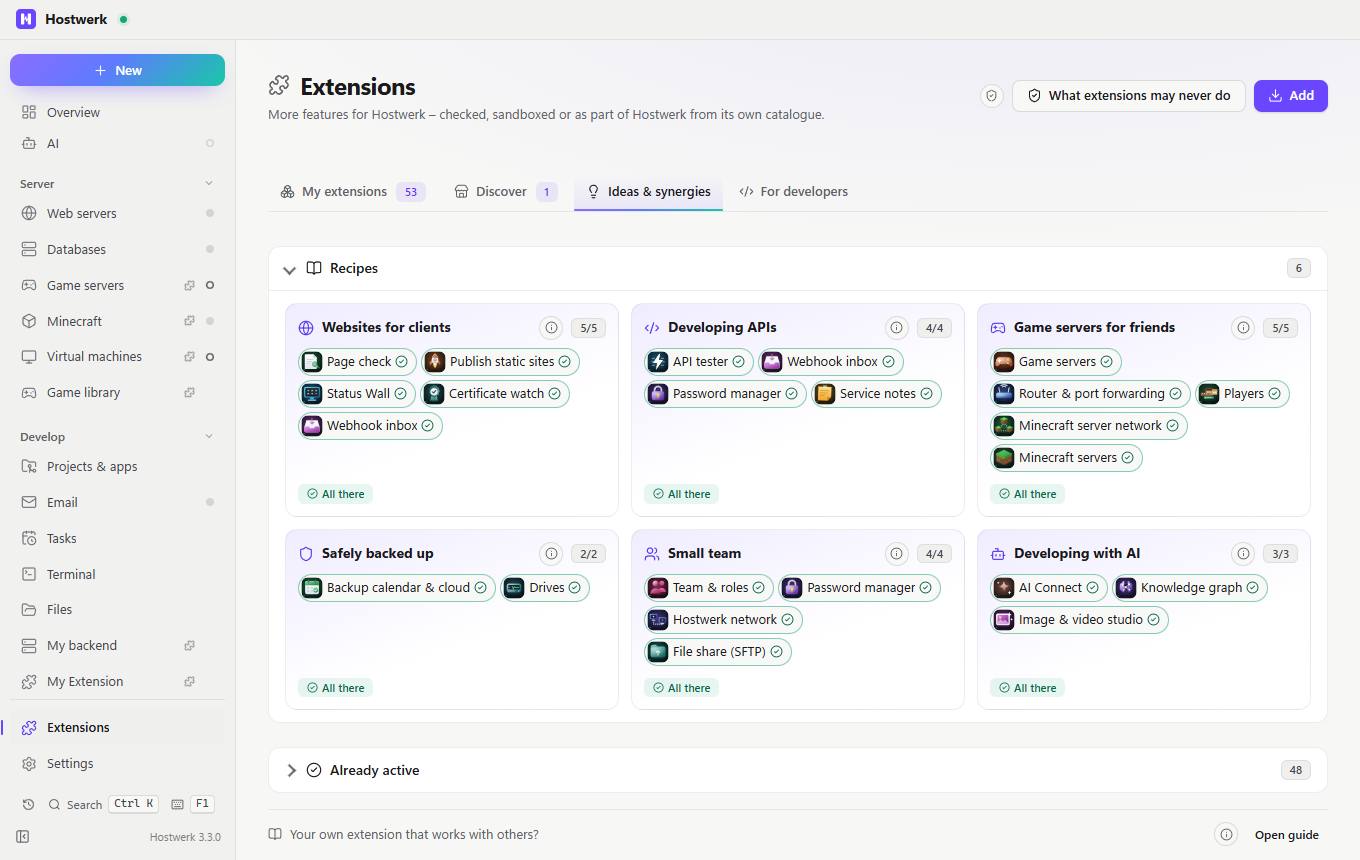 Hostwerk
New
Overview
AI
Server
Web servers
Databases
Game servers
Minecraft
Virtual machines
Game library
Develop
Projects & apps
Email
Tasks
Terminal
Files
My backend
My Extension
Extensions
Settings
Search Ctrl K F1
Hostwerk 3.3.0
Extensions
More features for Hostwerk – checked, sandboxed or as part of Hostwerk from its own catalogue.
What extensions may never do
Add
My extensions 53 Discover 1 Ideas & synergies For developers
Recipes 6
Websites for clients 5/5
Page check Publish static sites
Status Wall Certificate watch
Webhook inbox
All there
Developing APIs 4/4
API tester Webhook inbox
Password manager Service notes
All there
Game servers for friends 5/5
Game servers
Router & port forwarding Players
Minecraft server network
Minecraft servers
All there
Safely backed up 2/2
Backup calendar & cloud Drives
All there
Small team 4/4
Team & roles Password manager
Hostwerk network
File share (SFTP)
All there
Developing with AI 3/3
AI Connect Knowledge graph
Image & video studio
All there
Already active 48
Your own extension that works with others? Open guide